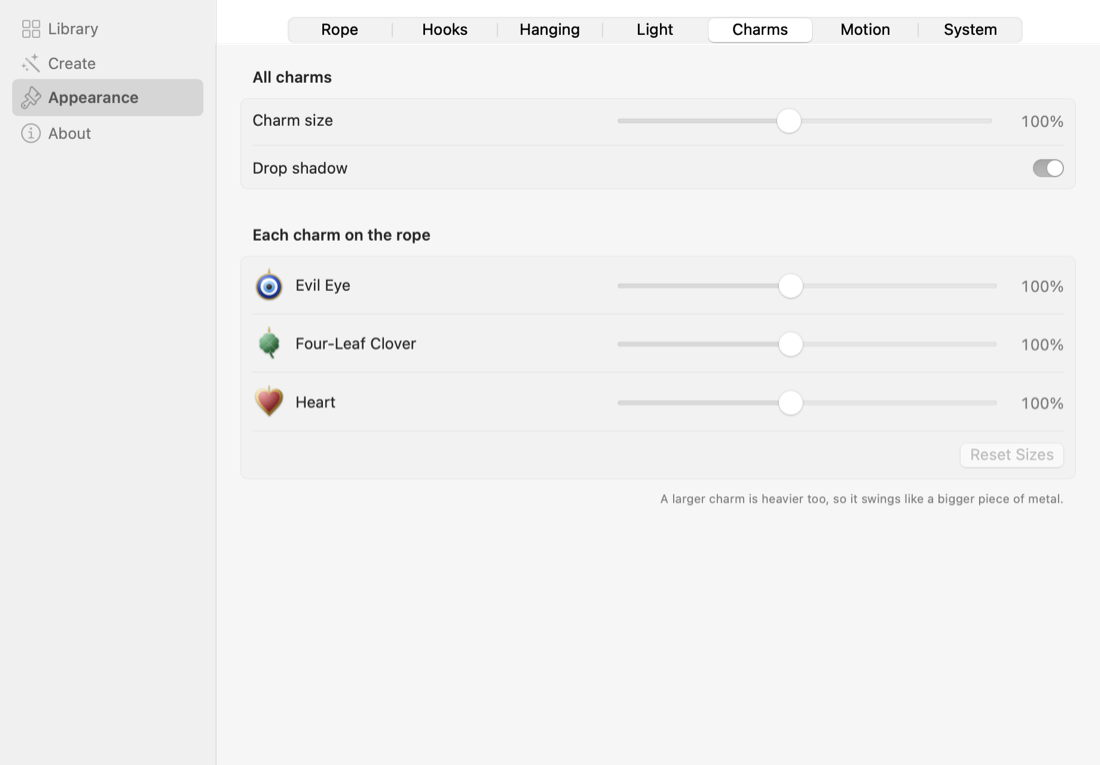 Library
Create
Appearance
About
Rope
Hooks
Hanging
Light
Charms
Motion
System
All charms
Charm size
100%
Drop shadow
Each charm on the rope
Evil Eye
100%
Four-Leaf Clover
100%
Heart
100%
Reset Sizes
A larger charm is heavier too, so it swings like a bigger piece of metal.